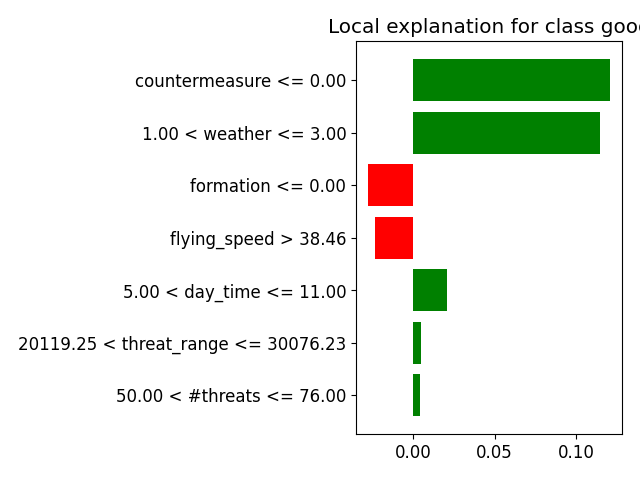 Local explanation for class good
countermeasure <= 0.00
1.00 < weather <= 3.00
formation <= 0.00
flying_speed > 38.46
5.00 < day_time <= 11.00
20119.25 < threat_range <= 30076.23
50.00 < #threats <= 76.00
0.00 0.05 0.10